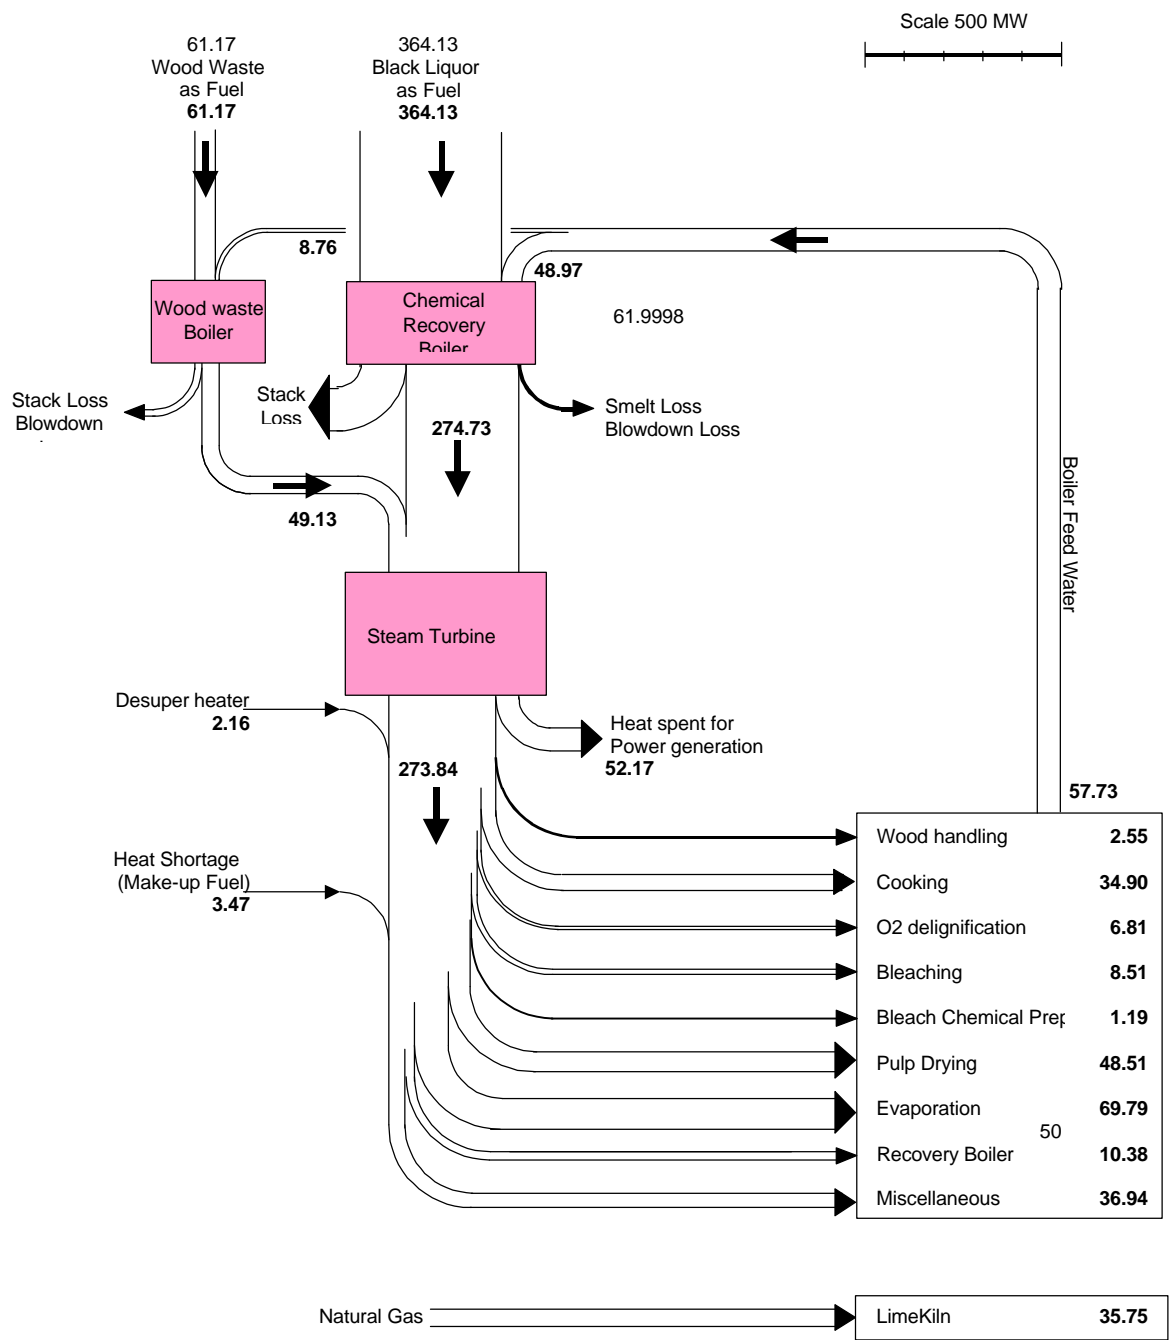 Scale 500 MW
61.17
Wood Waste
as Fuel
61.17
364.13
Black Liquor
as Fuel
364.13
8.76
48.97
Wood waste
Boiler
Chemical
Recovery
Boiler
61.9998
Stack Loss
Blowdown
Stack
Loss
Smelt Loss
Blowdown Loss
274.73
49.13
Boiler Feed Water
Steam Turbine
Desuper heater
2.16
Heat spent for
Power generation
52.17
273.84
57.73
Heat Shortage
(Make-up Fuel)
3.47
Wood handling 2.55
Cooking 34.90
O2 delignification 6.81
Bleaching 8.51
Bleach Chemical Prep 1.19
Pulp Drying 48.51
Evaporation 69.79
50
Recovery Boiler 10.38
Miscellaneous 36.94
Natural Gas
LimeKiln 35.75